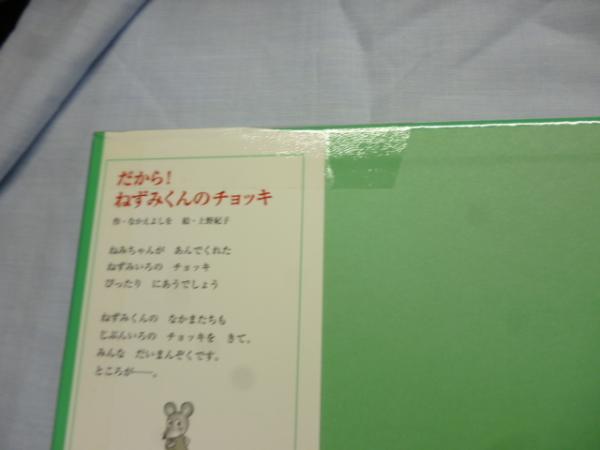 だから！
ねずみくんのチョッキ
作・なかえよしを　絵・上野紀子
ねみちゃんが　あんでくれた
ねずみいろの　チョッキ
ぴったり　にあうでしょう
ねずみくんの　なかまたちも
じぶんいろの　チョッキを　きて、
みんな　だいまんぞくです。
ところが――。